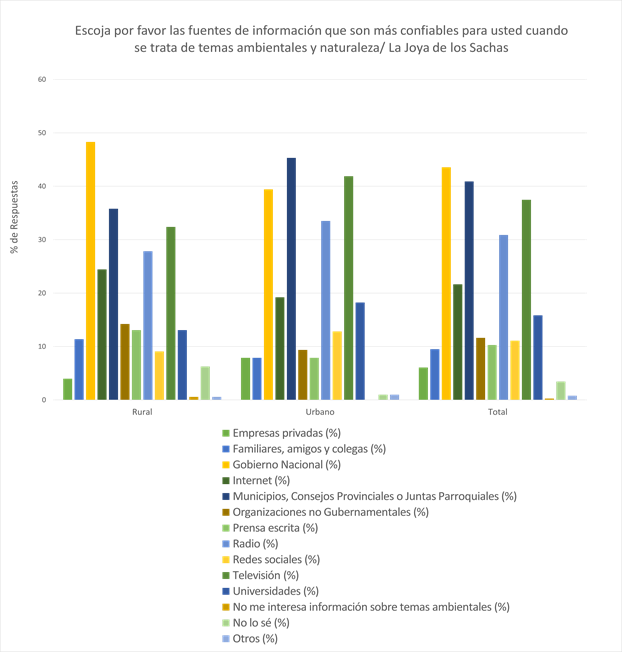 Escoja por favor las fuentes de información que son más confiables para usted cuando
se trata de temas ambientales y naturaleza/ La Joya de los Sachas
60
50
40
30
20
10
0
% de Respuestas
Rural
Urbano
Total
Empresas privadas (%)
Familiares, amigos y colegas (%)
Gobierno Nacional (%)
Internet (%)
Municipios, Consejos Provinciales o Juntas Parroquiales (%)
Organizaciones no Gubernamentales (%)
Prensa escrita (%)
Radio (%)
Redes sociales (%)
Televisión (%)
Universidades (%)
No me interesa información sobre temas ambientales (%)
No lo sé (%)
Otros (%)